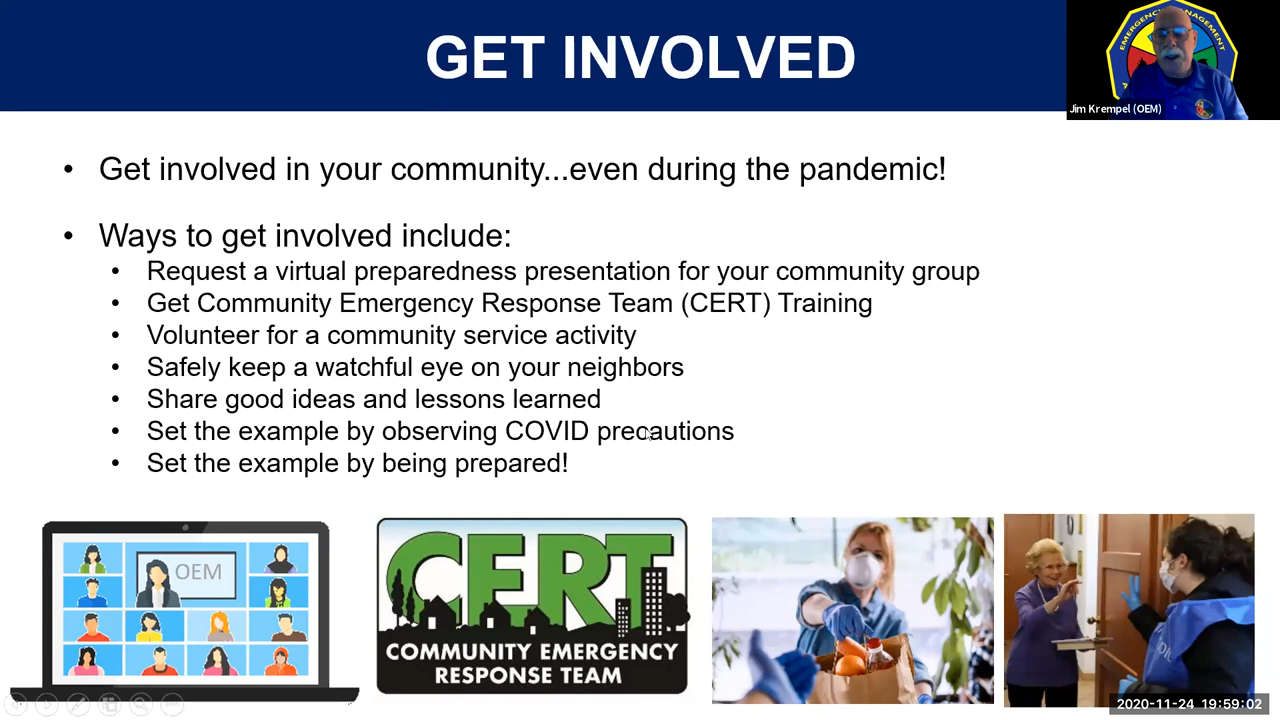 GET INVOLVED
EMERGENCY MANAGEMENT
Jim Krempel (OEM)
• Get involved in your community...even during the pandemic!
• Ways to get involved include:
• Request a virtual preparedness presentation for your community group
• Get Community Emergency Response Team (CERT) Training
• Volunteer for a community service activity
• Safely keep a watchful eye on your neighbors
• Share good ideas and lessons learned
• Set the example by observing COVID precautions
• Set the example by being prepared!
OEM
CERT
COMMUNITY EMERGENCY
RESPONSE TEAM
2020-11-24 19:59:02